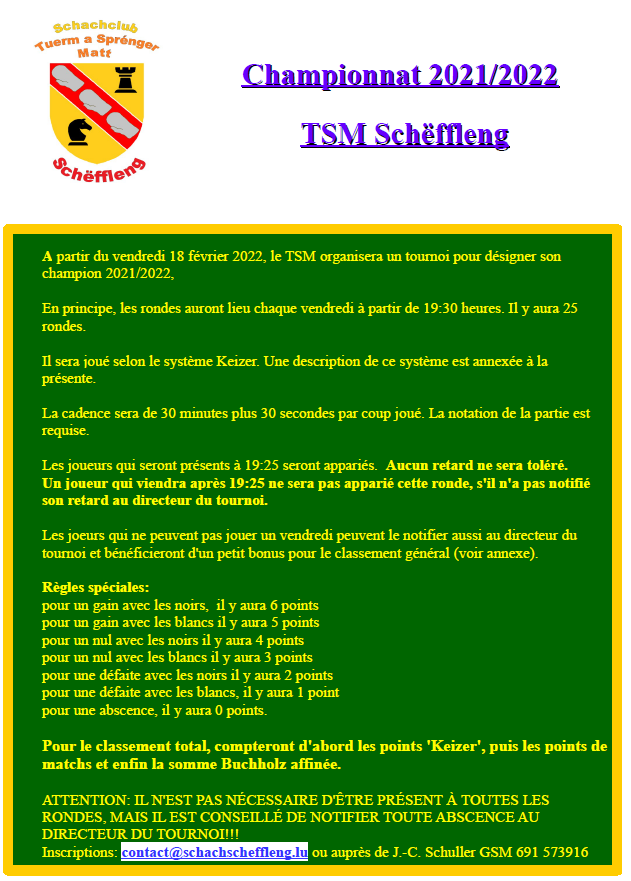 Schachclub
Tuerm a Sprénger
Matt
Schëffleng
Championnat 2021/2022
TSM Schëffleng
A partir du vendredi 18 février 2022, le TSM organisera un tournoi pour désigner son
champion 2021/2022,
En principe, les rondes auront lieu chaque vendredi à partir de 19:30 heures. Il y aura 25
rondes.
Il sera joué selon le système Keizer. Une description de ce système est annexée à la
présente.
La cadence sera de 30 minutes plus 30 secondes par coup joué. La notation de la partie est
requise.
Les joueurs qui seront présents à 19:25 seront appariés.  Aucun retard ne sera toléré.
Un joueur qui viendra après 19:25 ne sera pas apparié cette ronde, s'il n'a pas notifié
son retard au directeur du tournoi.
Les joeurs qui ne peuvent pas jouer un vendredi peuvent le notifier aussi au directeur du
tournoi et bénéficieront d'un petit bonus pour le classement général (voir annexe).
Règles spéciales:
pour un gain avec les noirs,  il y aura 6 points
pour un gain avec les blancs il y aura 5 points
pour un nul avec les noirs il y aura 4 points
pour un nul avec les blancs il y aura 3 points
pour une défaite avec les noirs il y aura 2 points
pour une défaite avec les blancs, il y aura 1 point
pour une abscence, il y aura 0 points.
Pour le classement total, compteront d'abord les points 'Keizer', puis les points de
matchs et enfin la somme Buchholz affinée.
ATTENTION: IL N'EST PAS NÉCESSAIRE D'ÊTRE PRÉSENT À TOUTES LES
RONDES, MAIS IL EST CONSEILLÉ DE NOTIFIER TOUTE ABSCENCE AU
DIRECTEUR DU TOURNOI!!!
Inscriptions: contact@schachscheffleng.lu ou auprès de J.-C. Schuller GSM 691 573916